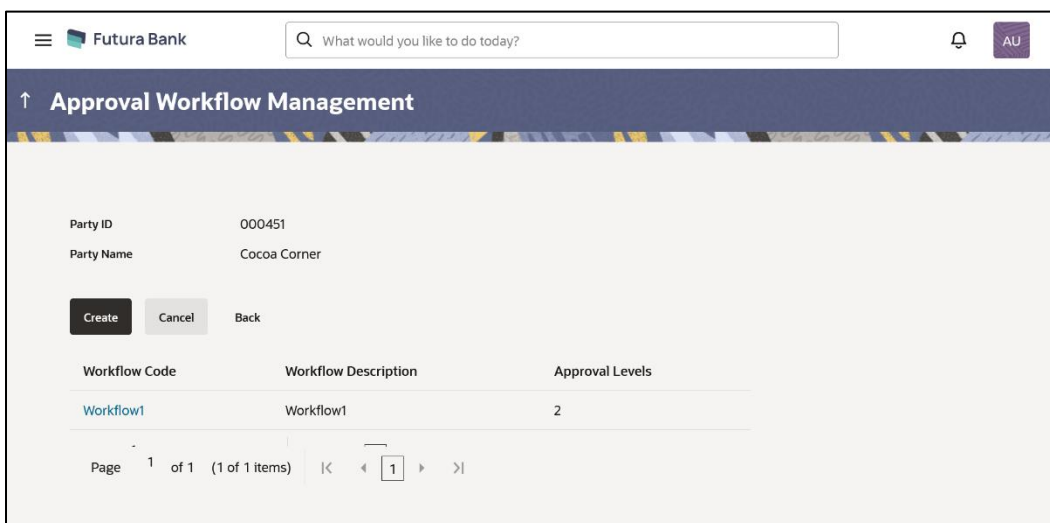 Futura Bank
What would you like to do today?
AU
↑ Approval Workflow Management
Party ID 000451
Party Name Cocoa Corner
Create Cancel Back
Workflow Code Workflow Description Approval Levels
Workflow1 Workflow1 2
Page 1 of 1 (1 of 1 items) 1